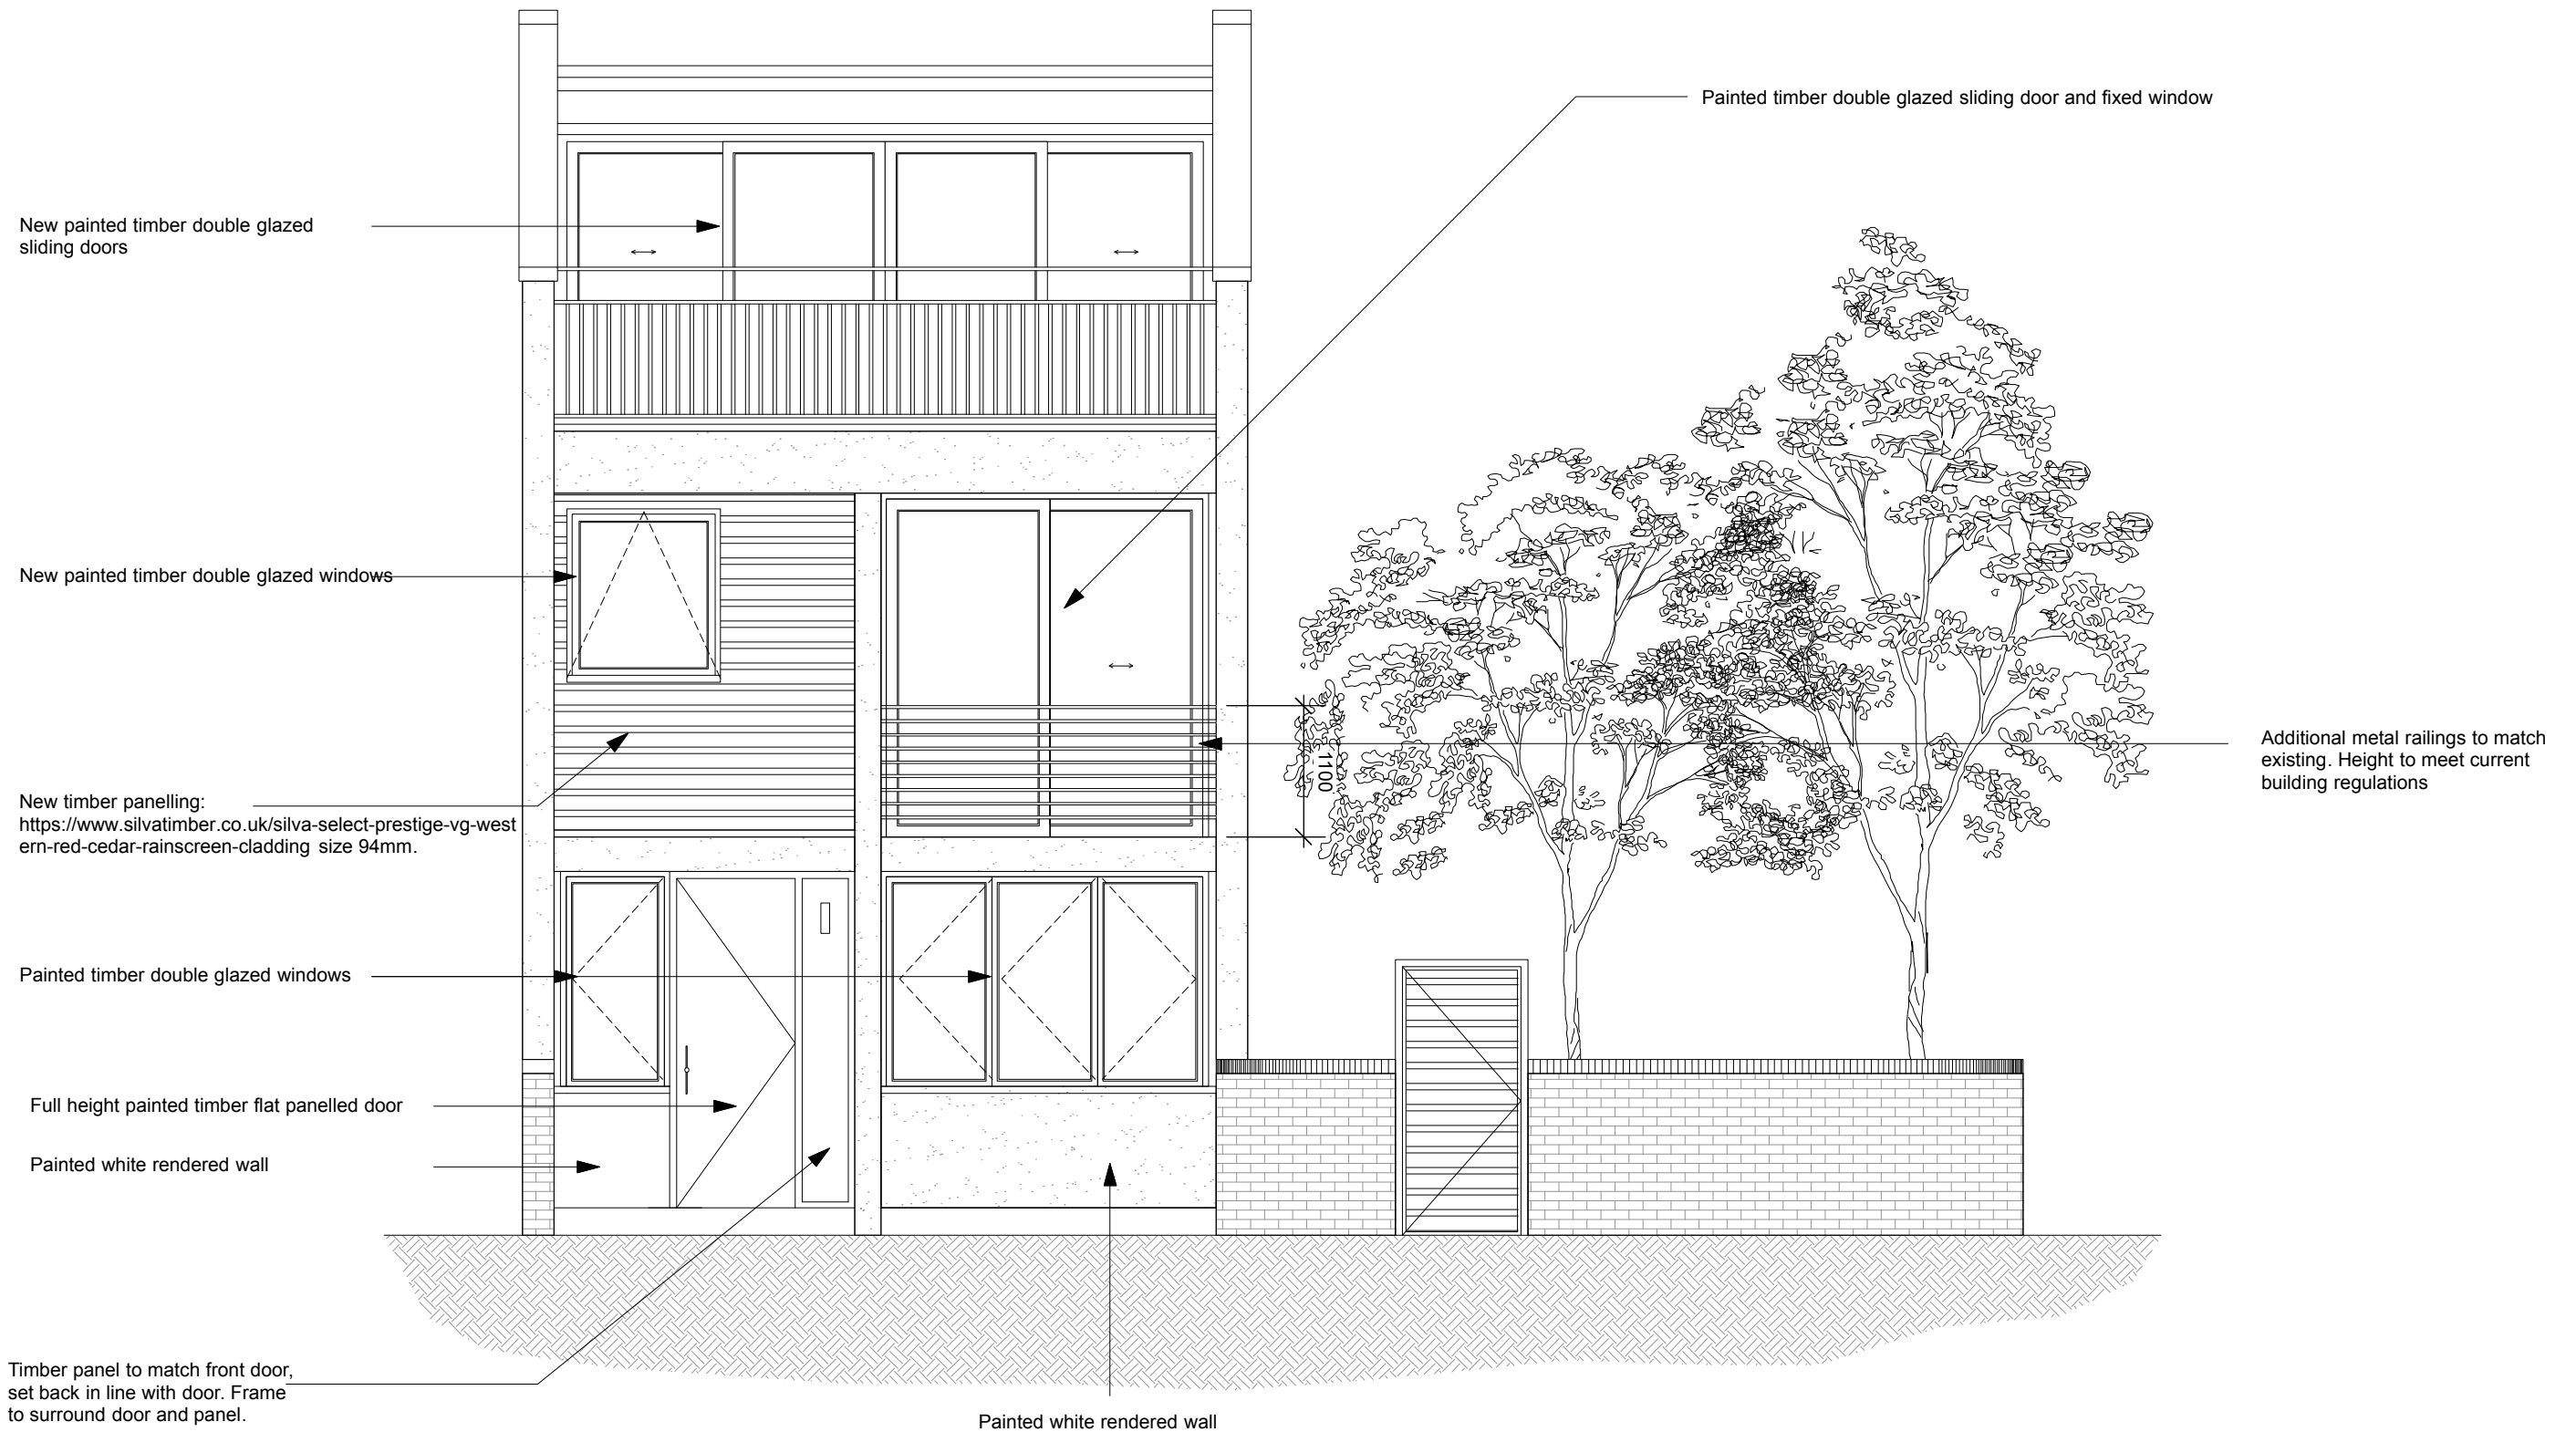 Painted timber double glazed sliding door and fixed window
New painted timber double glazed
sliding doors
New painted timber double glazed windows
Additional metal railings to match
existing. Height to meet current
building regulations
1100
New timber panelling:
https://www.silvatimber.co.uk/silva-select-prestige-vg-west
ern-red-cedar-rainscreen-cladding size 94mm.
Painted timber double glazed windows
Full height painted timber flat panelled door
Painted white rendered wall
Timber panel to match front door,
set back in line with door. Frame
to surround door and panel.
Painted white rendered wall